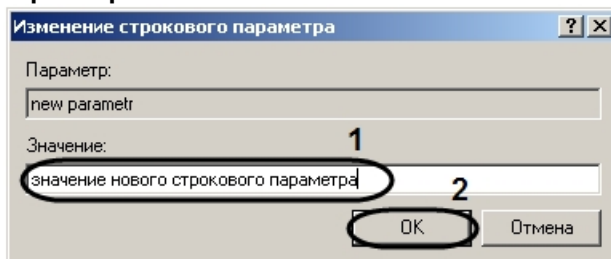 Изменение строкового параметра
Параметр:
new parametr
Значение:
1
значение нового строкового параметра
2
OK
Отмена